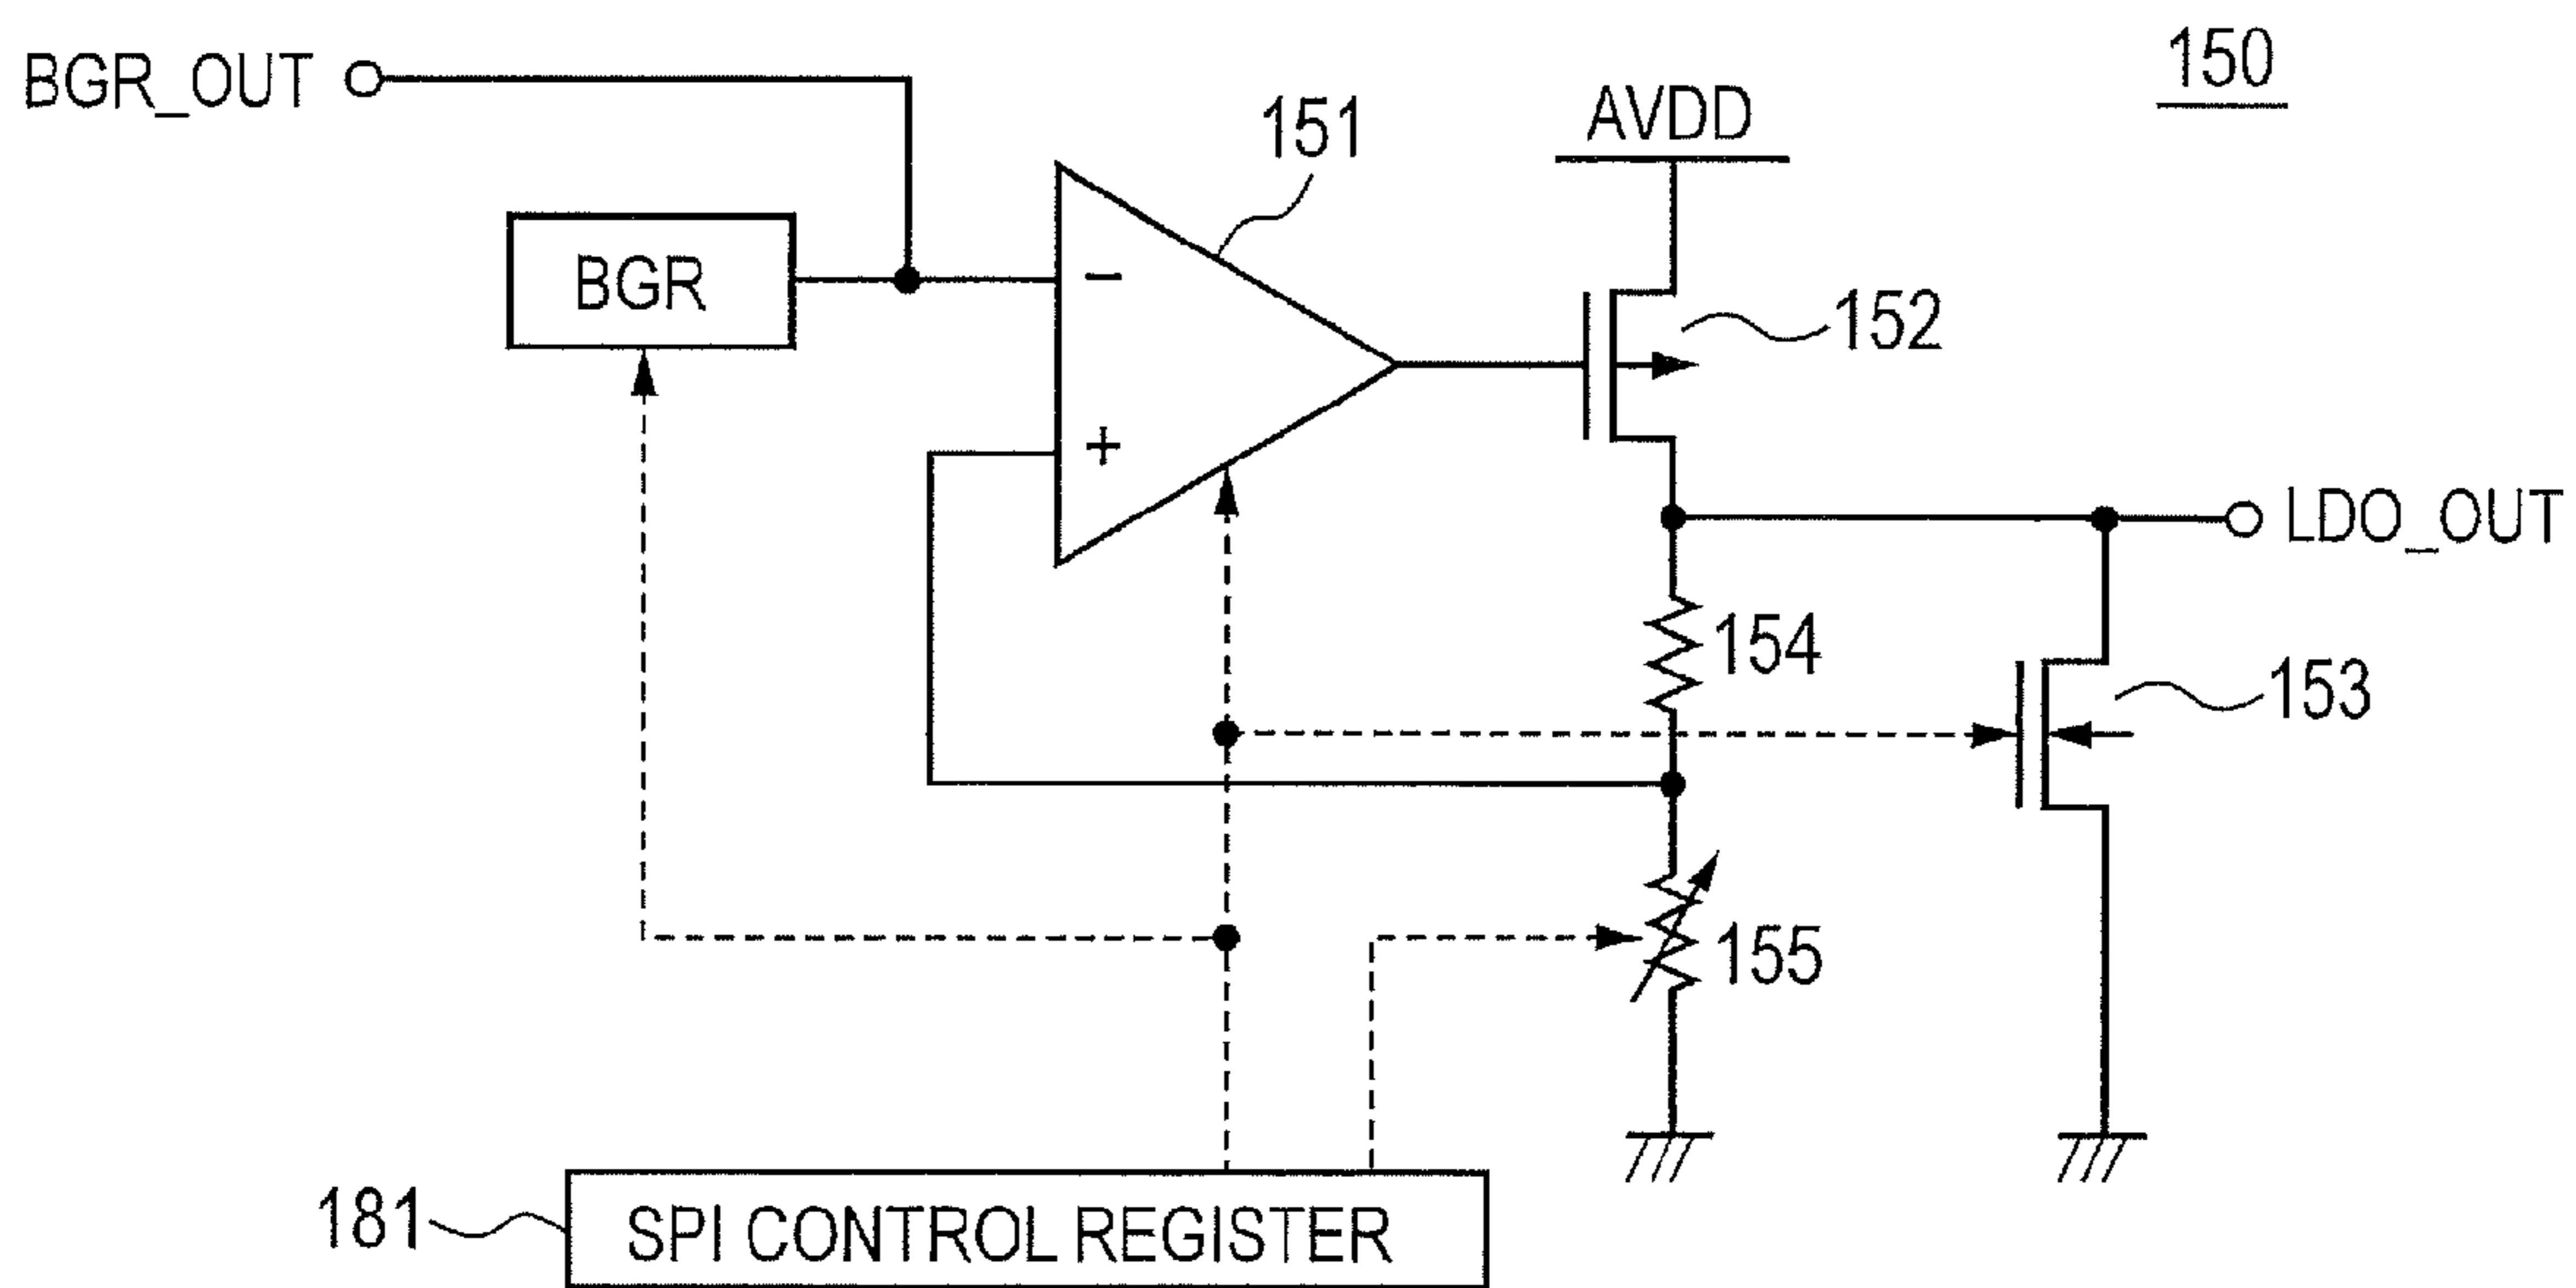 150
BGR_OUT
151
AVDD
BGR
−
152
+
LDO_OUT
154
153
155
181
SPI CONTROL REGISTER